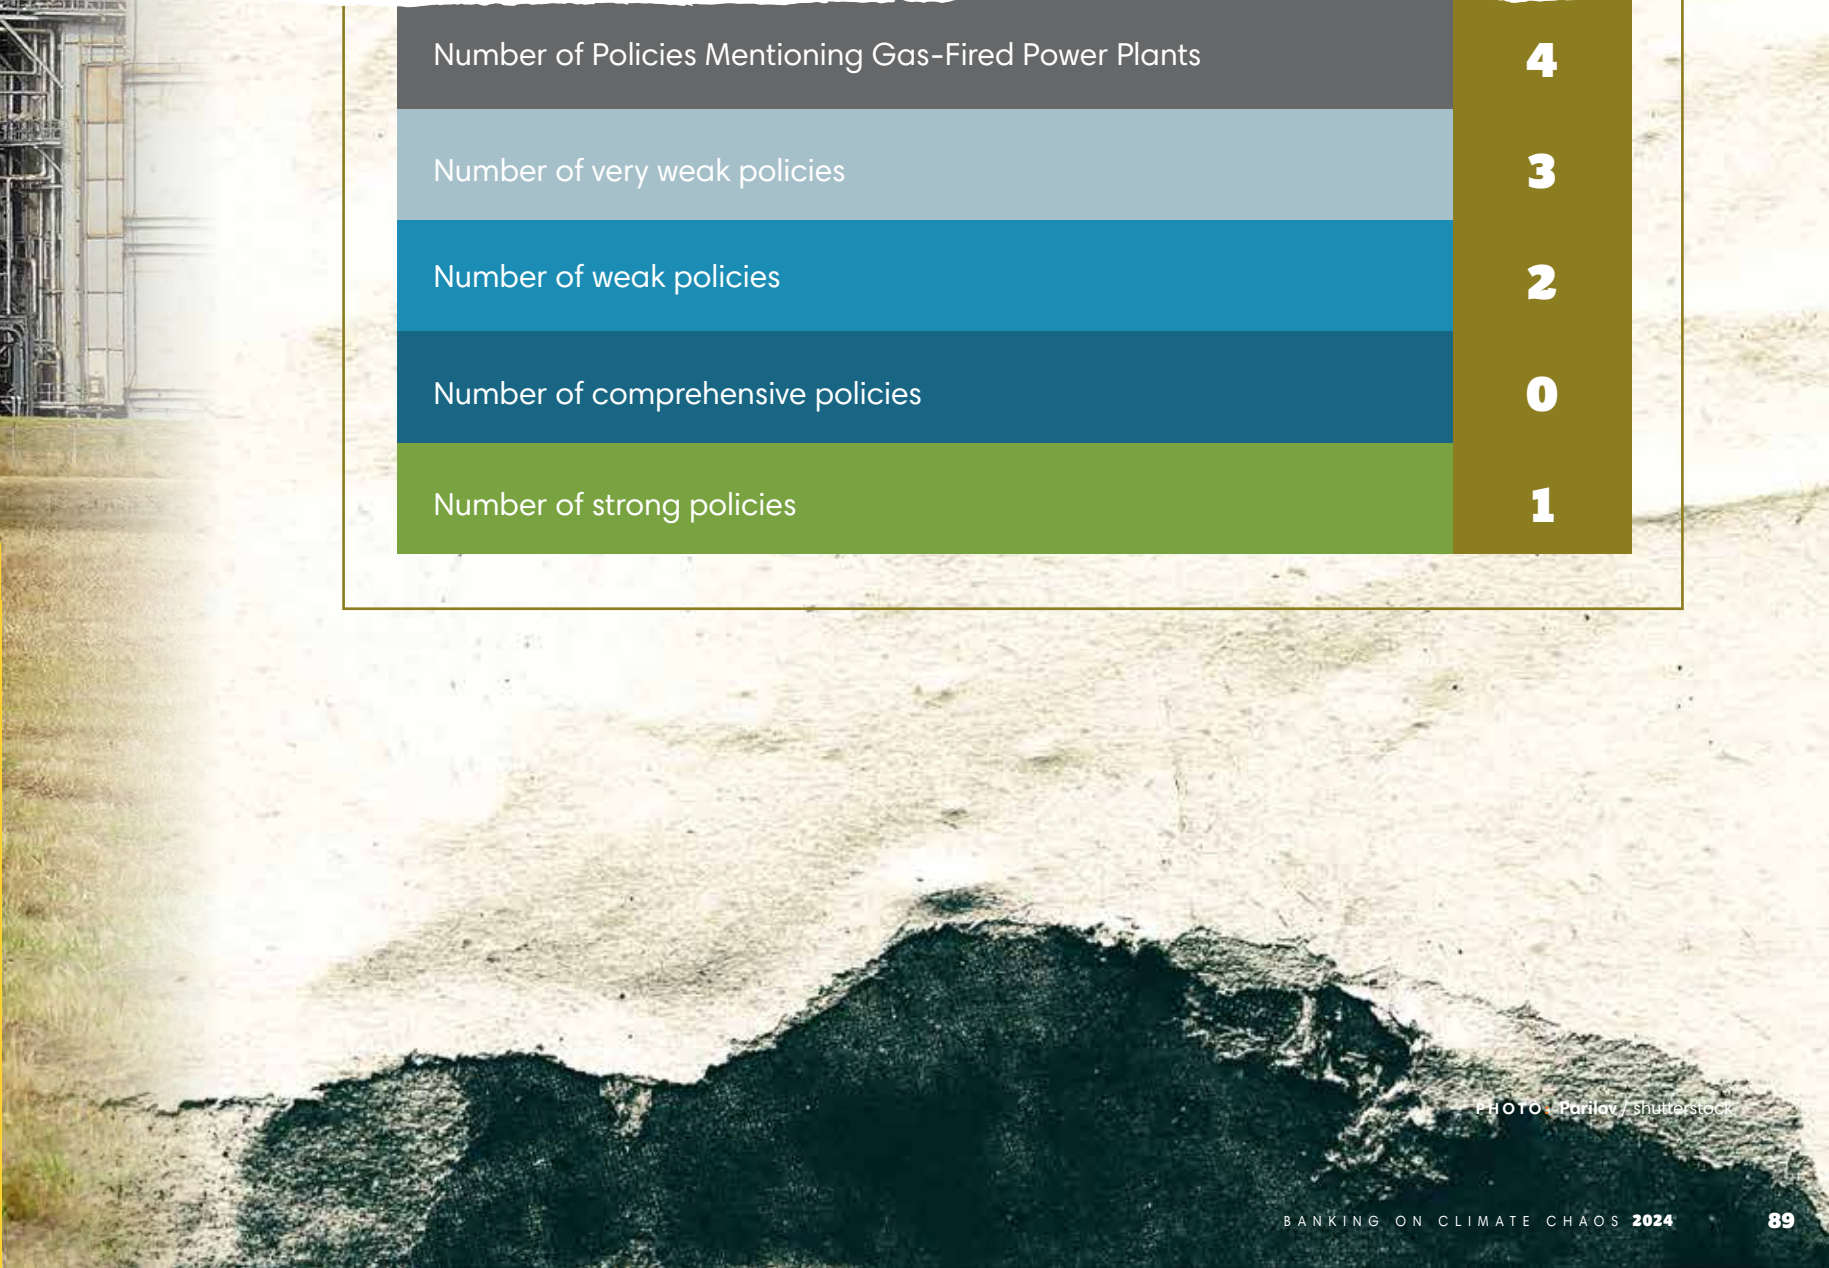 Number of Policies Mentioning Gas-Fired Power Plants 4
Number of very weak policies 3
Number of weak policies 2
Number of comprehensive policies 0
Number of strong policies 1
PHOTO: Parilov / shutterstock
BANKING ON CLIMATE CHAOS 2024 89